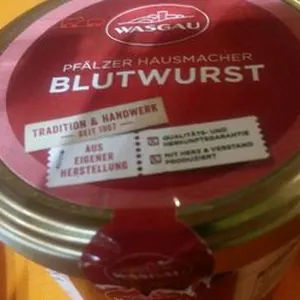 WASGAU
PFÄLZER HAUSMACHER
BLUTWURST
TRADITION & HANDWERK
SEIT 1967
AUS
EIGENER
HERSTELLUNG
QUALITÄTS- UND
HERKUNFTSGARANTIE
MIT HERZ & VERSTAND
PRODUZIERT
WASGAU